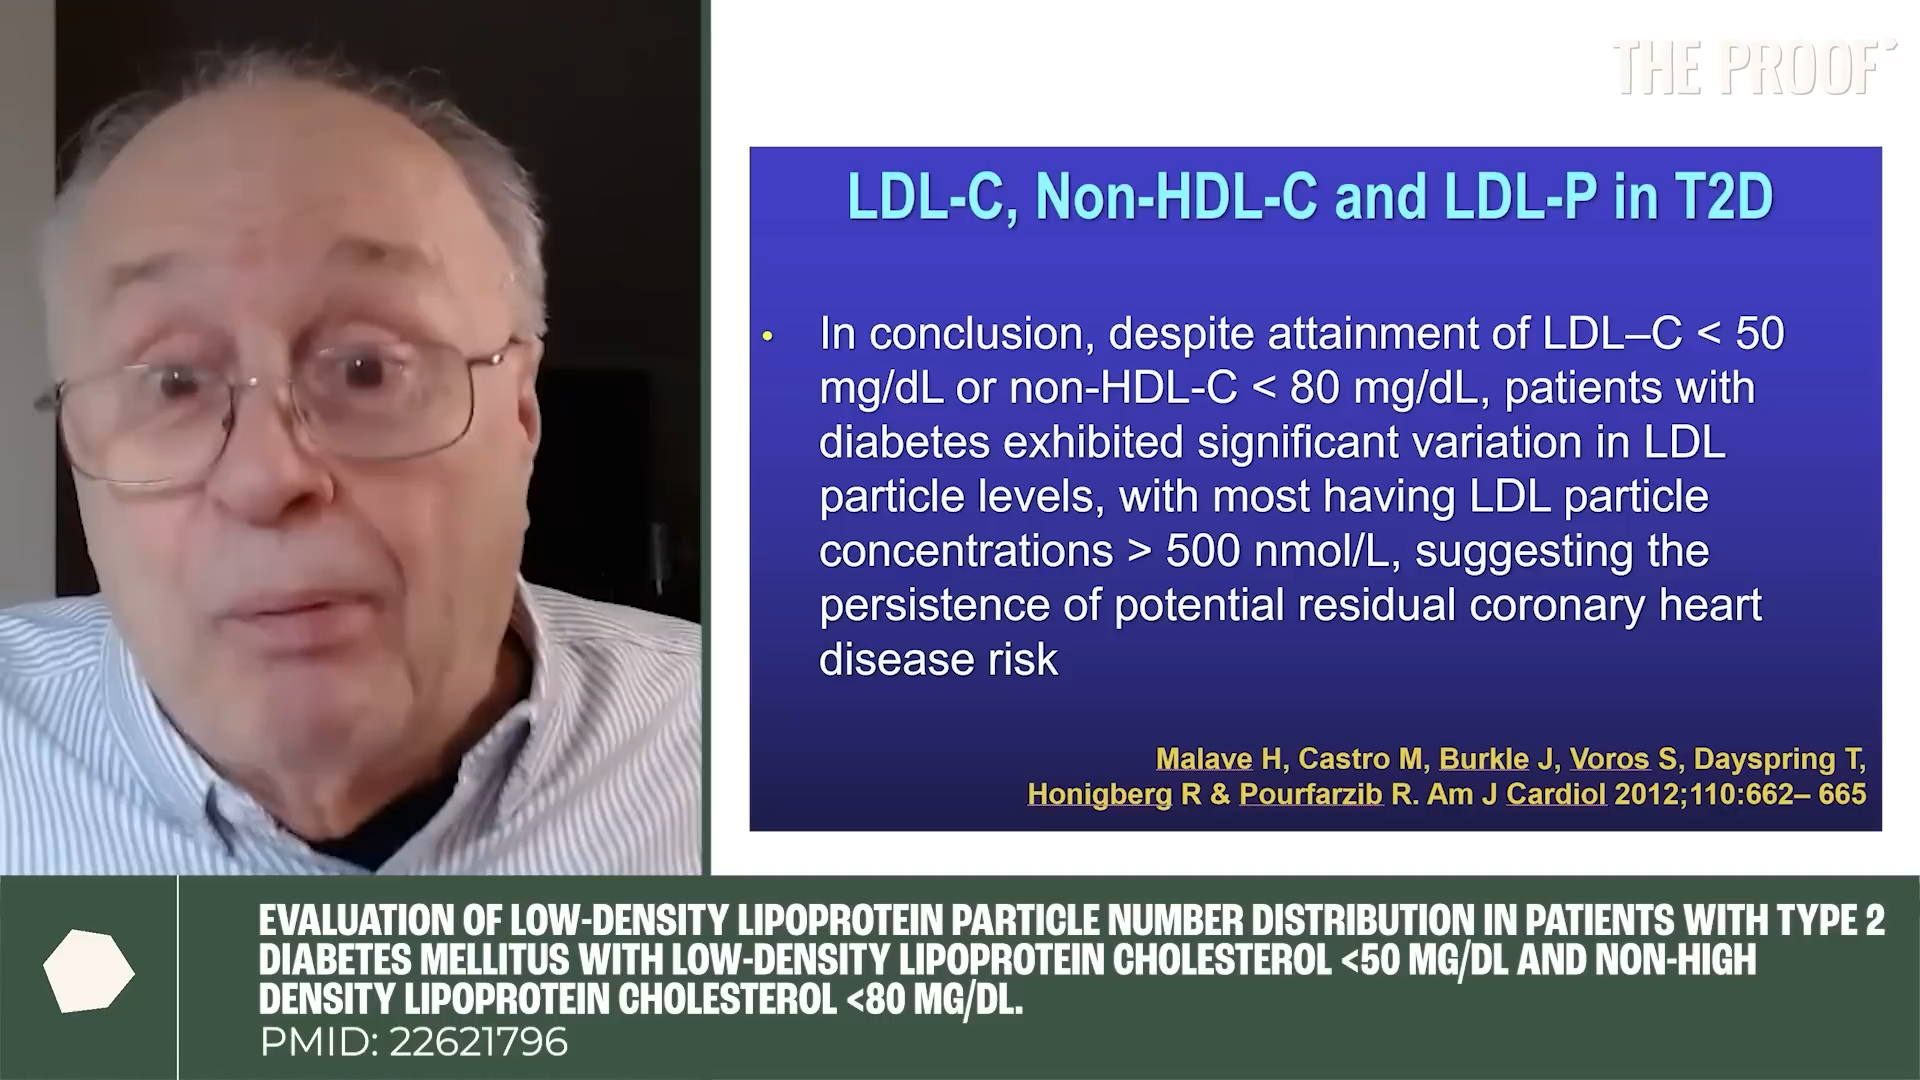 THE PROOF
LDL-C, Non-HDL-C and LDL-P in T2D
• In conclusion, despite attainment of LDL–C < 50
mg/dL or non-HDL-C < 80 mg/dL, patients with
diabetes exhibited significant variation in LDL
particle levels, with most having LDL particle
concentrations > 500 nmol/L, suggesting the
persistence of potential residual coronary heart
disease risk
Malave H, Castro M, Burkle J, Voros S, Dayspring T,
Honigberg R & Pourfarzib R. Am J Cardiol 2012;110:662– 665
EVALUATION OF LOW-DENSITY LIPOPROTEIN PARTICLE NUMBER DISTRIBUTION IN PATIENTS WITH TYPE 2
DIABETES MELLITUS WITH LOW-DENSITY LIPOPROTEIN CHOLESTEROL <50 MG/DL AND NON-HIGH
DENSITY LIPOPROTEIN CHOLESTEROL <80 MG/DL.
PMID: 22621796